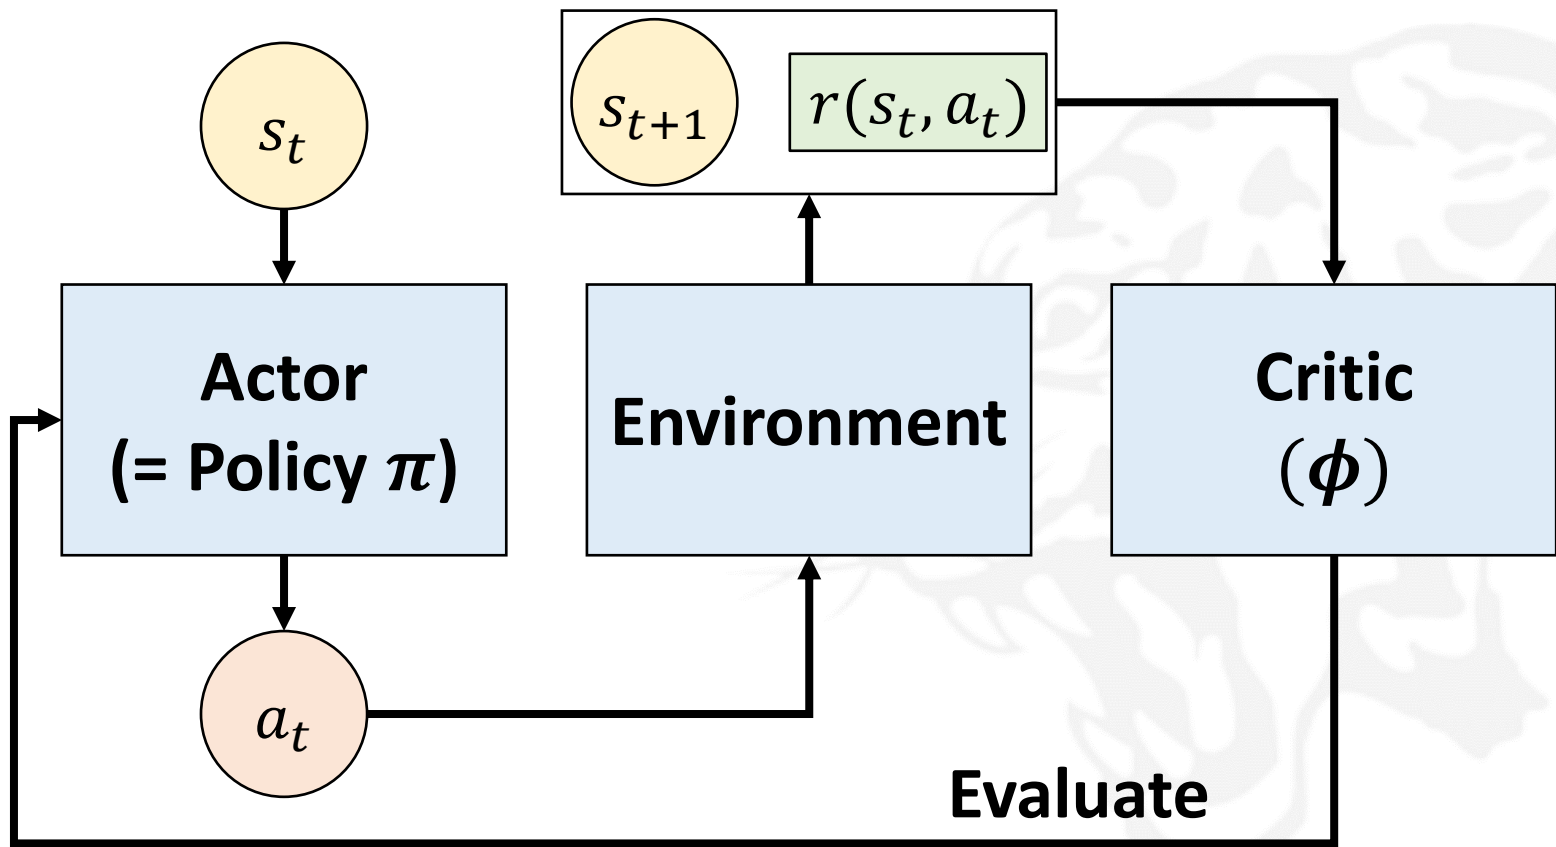 s_t
s_{t+1}
r(s_t, a_t)
Actor
(= Policy π)
Environment
Critic
(ϕ)
a_t
Evaluate